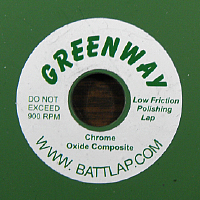 GREENWAY
DO NOT
EXCEED
900 RPM
Low Friction
Polishing
Lap
Chrome
Oxide Composite
WWW.BATTLAP.COM